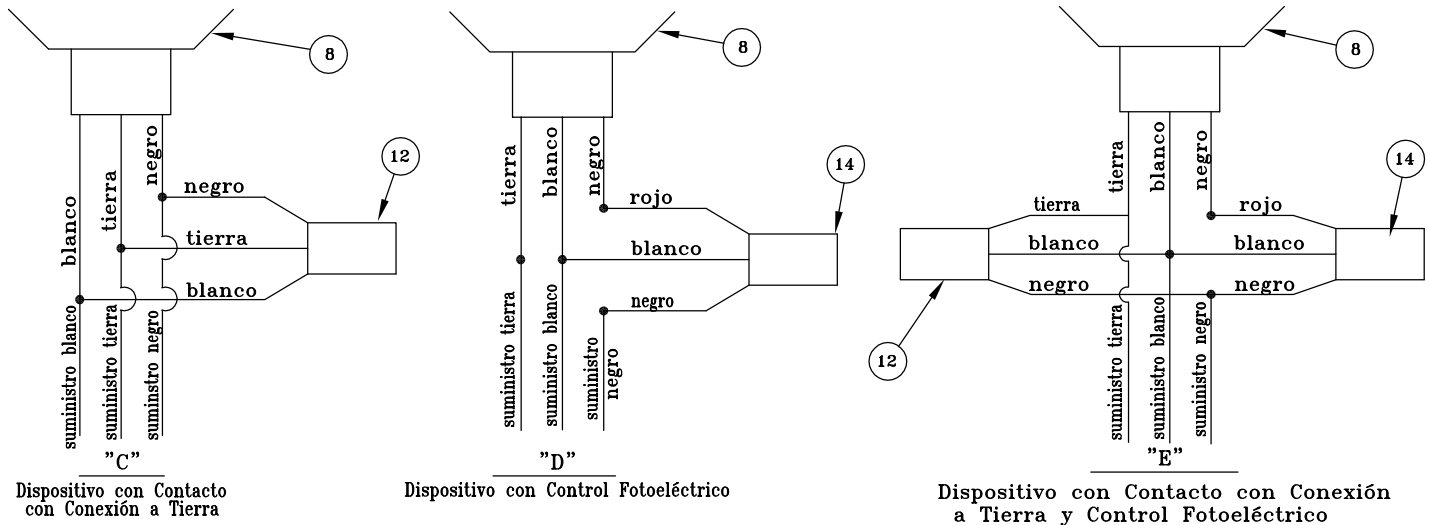 8
12
blanco
tierra
negro
negro
tierra
blanco
suministro blanco
suministro tierra
suminstro negro
"C"
Dispositivo con Contacto
con Conexión a Tierra
8
14
tierra
blanco
negro
rojo
blanco
negro
suministro tierra
suministro blanco
suministro
negro
"D"
Dispositivo con Control Fotoeléctrico
8
14
12
tierra
blanco
negro
tierra
rojo
blanco
blanco
negro
negro
suministro tierra
suministro blanco
suministro negro
"E"
Dispositivo con Contacto con Conexión
a Tierra y Control Fotoeléctrico